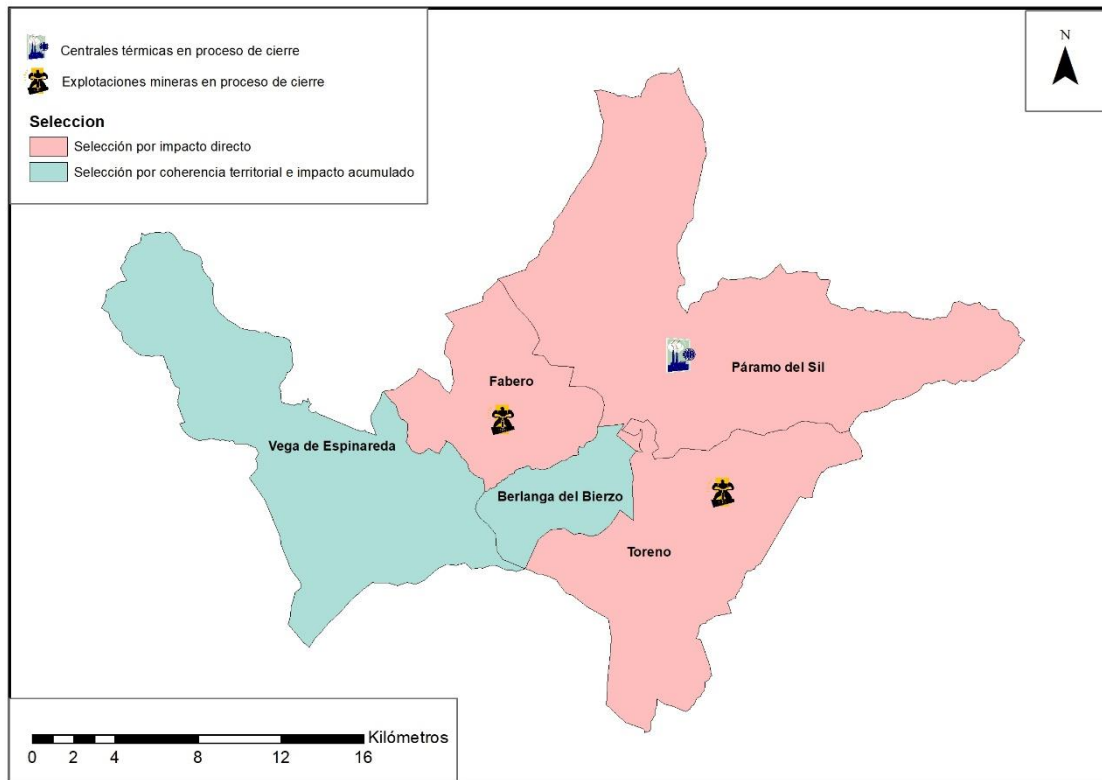 Centrales térmicas en proceso de cierre
Explotaciones mineras en proceso de cierre
Seleccion
Selección por impacto directo
Selección por coherencia territorial e impacto acumulado
N
Fabero
Páramo del Sil
Vega de Espinareda
Berlanga del Bierzo
Toreno
Kilómetros
0 2 4 8 12 16